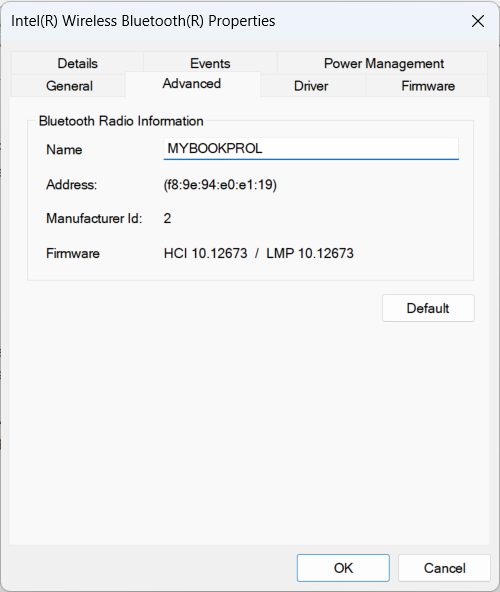 Intel(R) Wireless Bluetooth(R) Properties
Details Events Power Management
General Advanced Driver Firmware
Bluetooth Radio Information
Name MYBOOKPROL
Address: (f8:9e:94:e0:e1:19)
Manufacturer Id: 2
Firmware HCI 10.12673 / LMP 10.12673
Default
OK Cancel